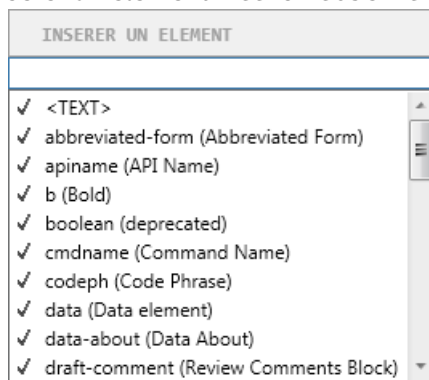 INSERER UN ELEMENT
<TEXT>
abbreviated-form (Abbreviated Form)
apiname (API Name)
b (Bold)
boolean (deprecated)
cmdname (Command Name)
codeph (Code Phrase)
data (Data element)
data-about (Data About)
draft-comment (Review Comments Block)